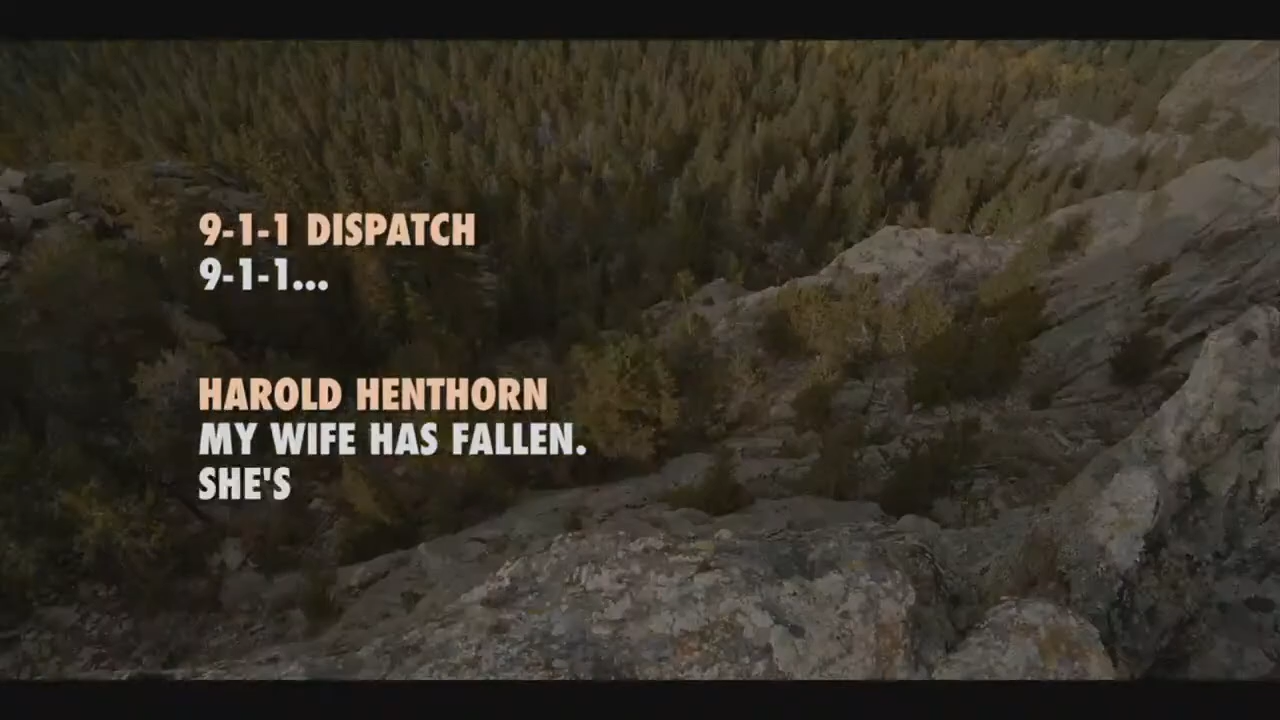 9-1-1 DISPATCH
9-1-1...
HAROLD HENTHORN
MY WIFE HAS FALLEN.
SHE'S